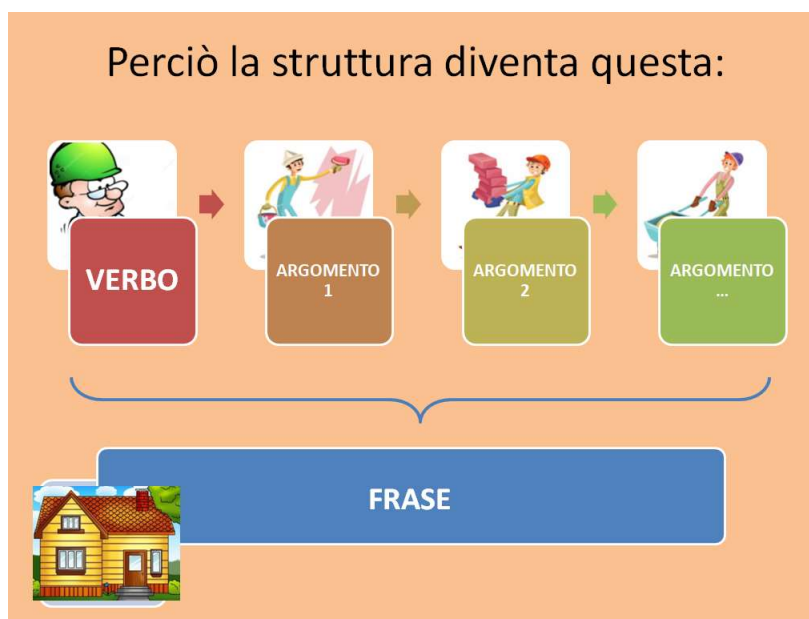 Perciò la struttura diventa questa:
VERBO
ARGOMENTO
1
ARGOMENTO
2
ARGOMENTO
...
FRASE